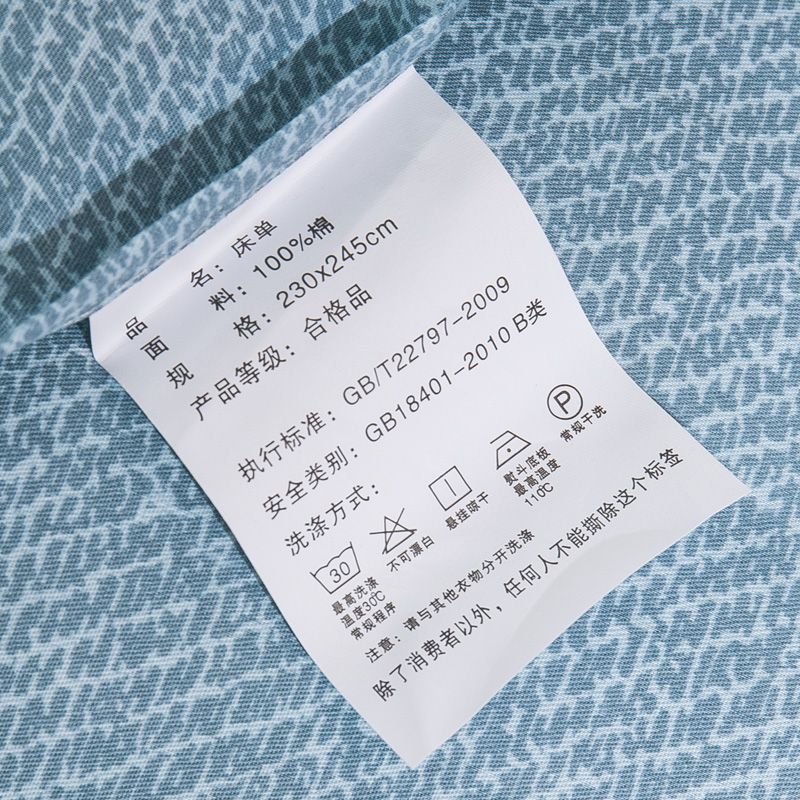 品名：床单
面料：100%棉
规格：230x245cm
产品等级：合格品
执行标准：GB/T22797-2009
安全类别：GB18401-2010 B类
洗涤方式：
30
P
最高洗涤
温度30℃
常规程序
不可漂白
悬挂晾干
熨斗底板
最高温度
110℃
常规干洗
注意：请与其他衣物分开洗涤
除了消费者以外，任何人不能撕除这个标签